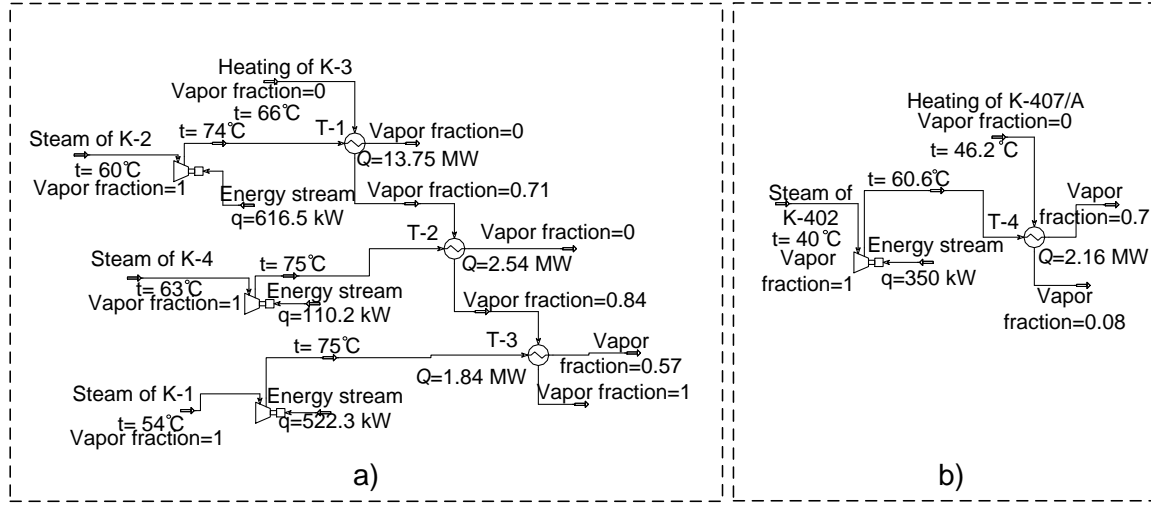 Heating of K-3
Vapor fraction=0
t= 66℃
Steam of K-2
t= 74℃
T-1
Vapor fraction=0
t= 60℃
Q=13.75 MW
Vapor fraction=1
Energy stream
q=616.5 kW
Vapor fraction=0.71
T-2
Vapor fraction=0
Steam of K-4
t= 75℃
Q=2.54 MW
t= 63℃
Vapor fraction=1
Energy stream
q=110.2 kW
Vapor fraction=0.84
t= 75℃
T-3
Vapor
fraction=0.57
Q=1.84 MW
Steam of K-1
Energy stream
Vapor fraction=1
t= 54℃
q=522.3 kW
Vapor fraction=1
a)
Heating of K-407/A
Vapor fraction=0
t= 46.2℃
t= 60.6℃
Steam of
K-402
t= 40℃
Vapor
fraction=1
T-4
Vapor
fraction=0.7
Energy stream
q=350 kW
Q=2.16 MW
Vapor
fraction=0.08
b)